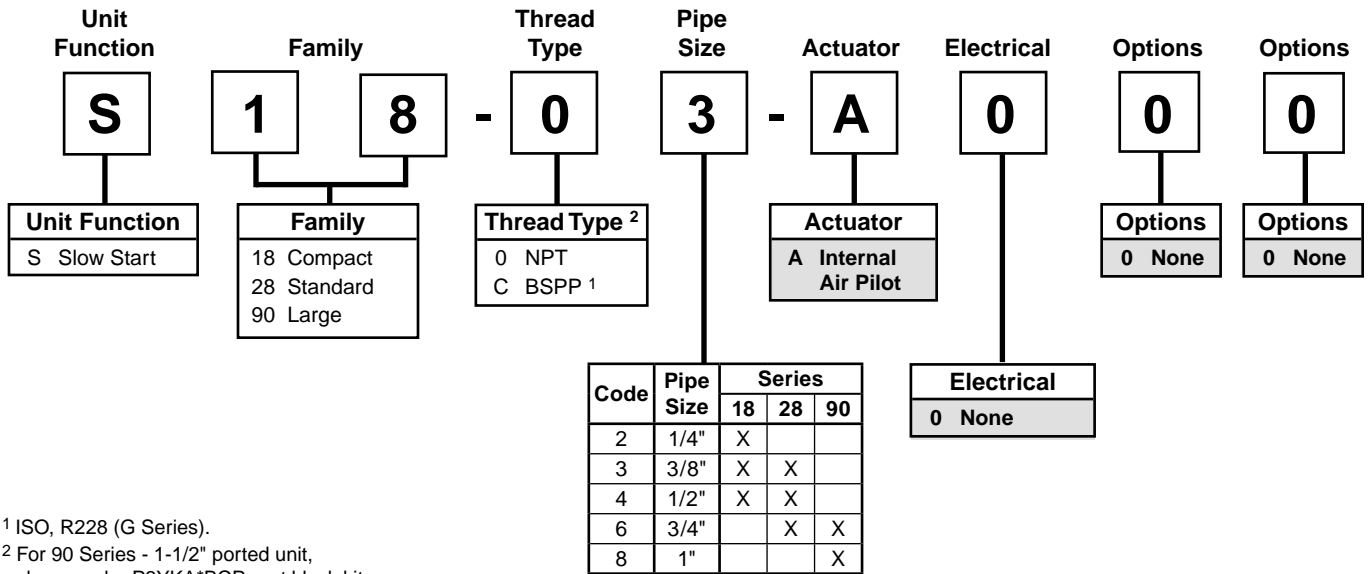 Unit Function
Family
Thread Type
Pipe Size
Actuator
Electrical
Options
Options
S 1 8 - 0 3 - A 0 0 0
Unit Function
S Slow Start
Family
18 Compact
28 Standard
90 Large
Thread Type 2
0 NPT
C BSPP 1
Actuator
A Internal
Air Pilot
Options
0 None
Options
0 None
Code Pipe Size Series
18 28 90
2 1/4" X
3 3/8" X X
4 1/2" X X
6 3/4" X X
8 1" X
Electrical
0 None
1 ISO, R228 (G Series).
2 For 90 Series - 1-1/2" ported unit,